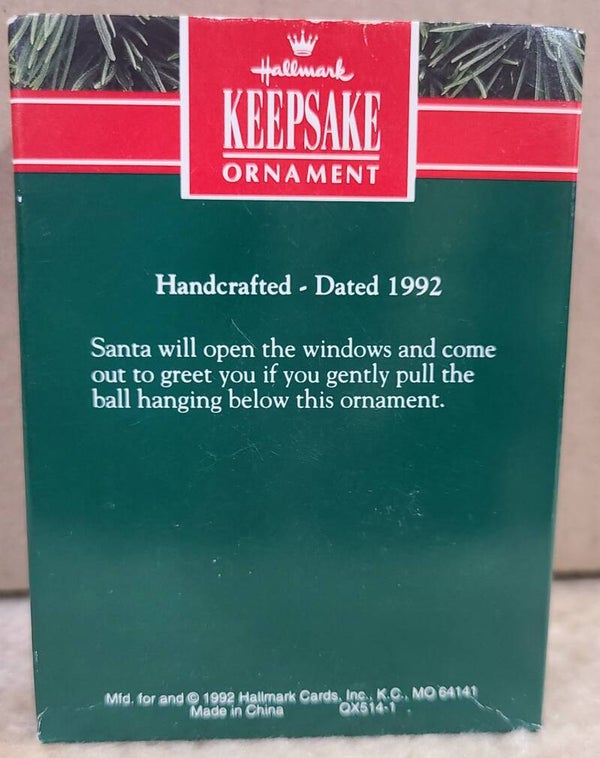 Hallmark
KEEPSAKE
ORNAMENT
Handcrafted - Dated 1992
Santa will open the windows and come
out to greet you if you gently pull the
ball hanging below this ornament.
Mfd. for and © 1992 Hallmark Cards, Inc., K.C., MO 64141
Made in China QX514-1